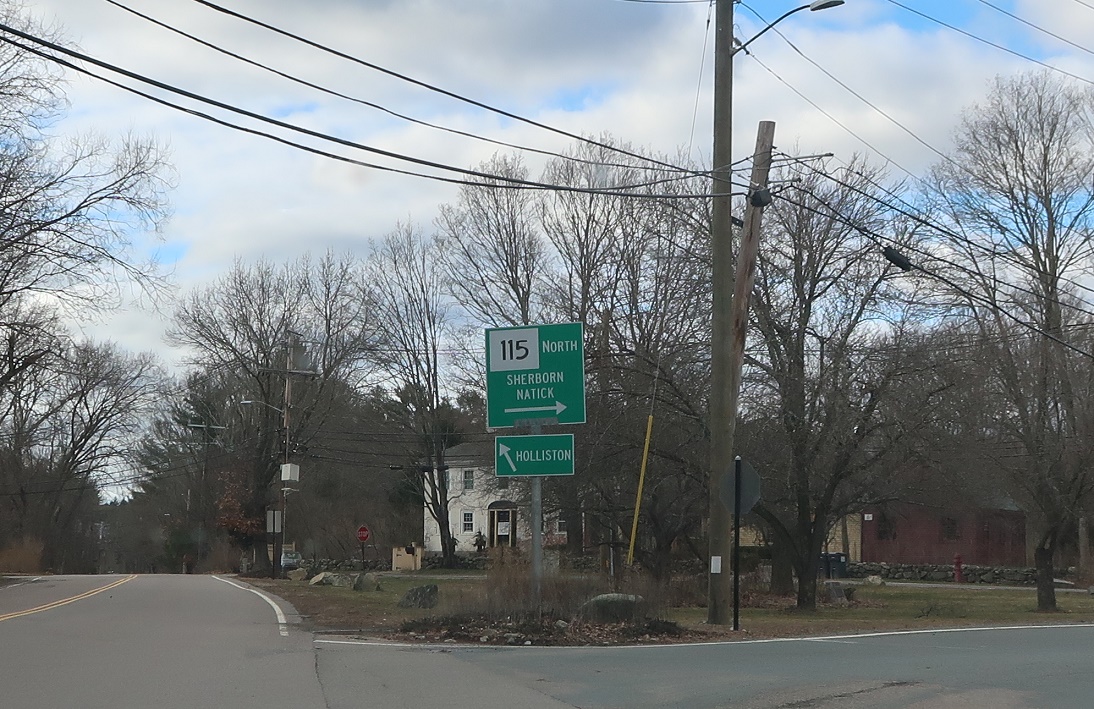 115 NORTH
SHERBORN
NATICK
HOLLISTON